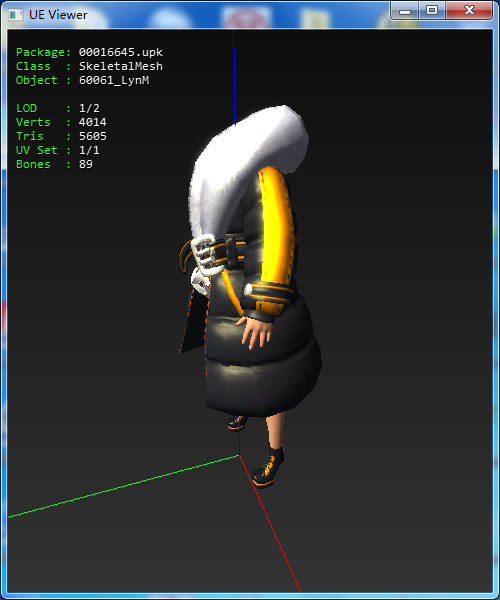 UE Viewer
Package: 00016645.upk
Class : SkeletalMesh
Object : 60061_LynM
LOD : 1/2
Verts : 4014
Tris : 5605
UV Set : 1/1
Bones : 89